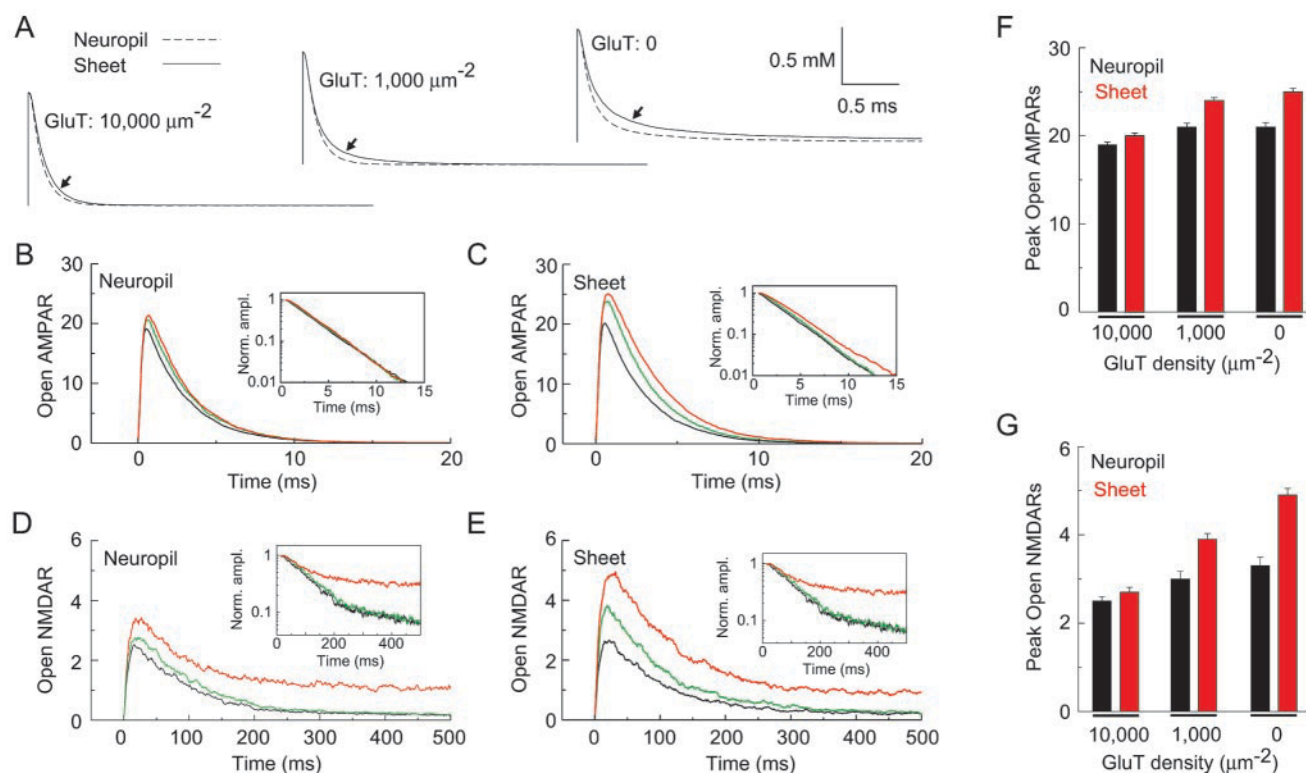 A
Neuropil
Sheet
GluT: 10,000 μm-2
GluT: 1,000 μm-2
GluT: 0
0.5 mM
0.5 ms
B
Neuropil
Open AMPAR
30
20
10
0
0 10 20
Time (ms)
Norm. ampl.
1
0.1
0.01
0 5 10 15
Time (ms)
C
Sheet
Open AMPAR
30
20
10
0
0 10 20
Time (ms)
Norm. ampl.
1
0.1
0.01
0 5 10 15
Time (ms)
D
Neuropil
Open NMDAR
6
4
2
0
0 100 200 300 400 500
Time (ms)
Norm. ampl.
1
0.1
0 200 400
Time (ms)
E
Sheet
Open NMDAR
6
4
2
0
0 100 200 300 400 500
Time (ms)
Norm. ampl.
1
0.1
0 200 400
Time (ms)
F
Neuropil
Sheet
Peak Open AMPARs
30
20
10
0
10,000 1,000 0
GluT density (μm-2)
G
Neuropil
Sheet
Peak Open NMDARs
6
4
2
0
10,000 1,000 0
GluT density (μm-2)